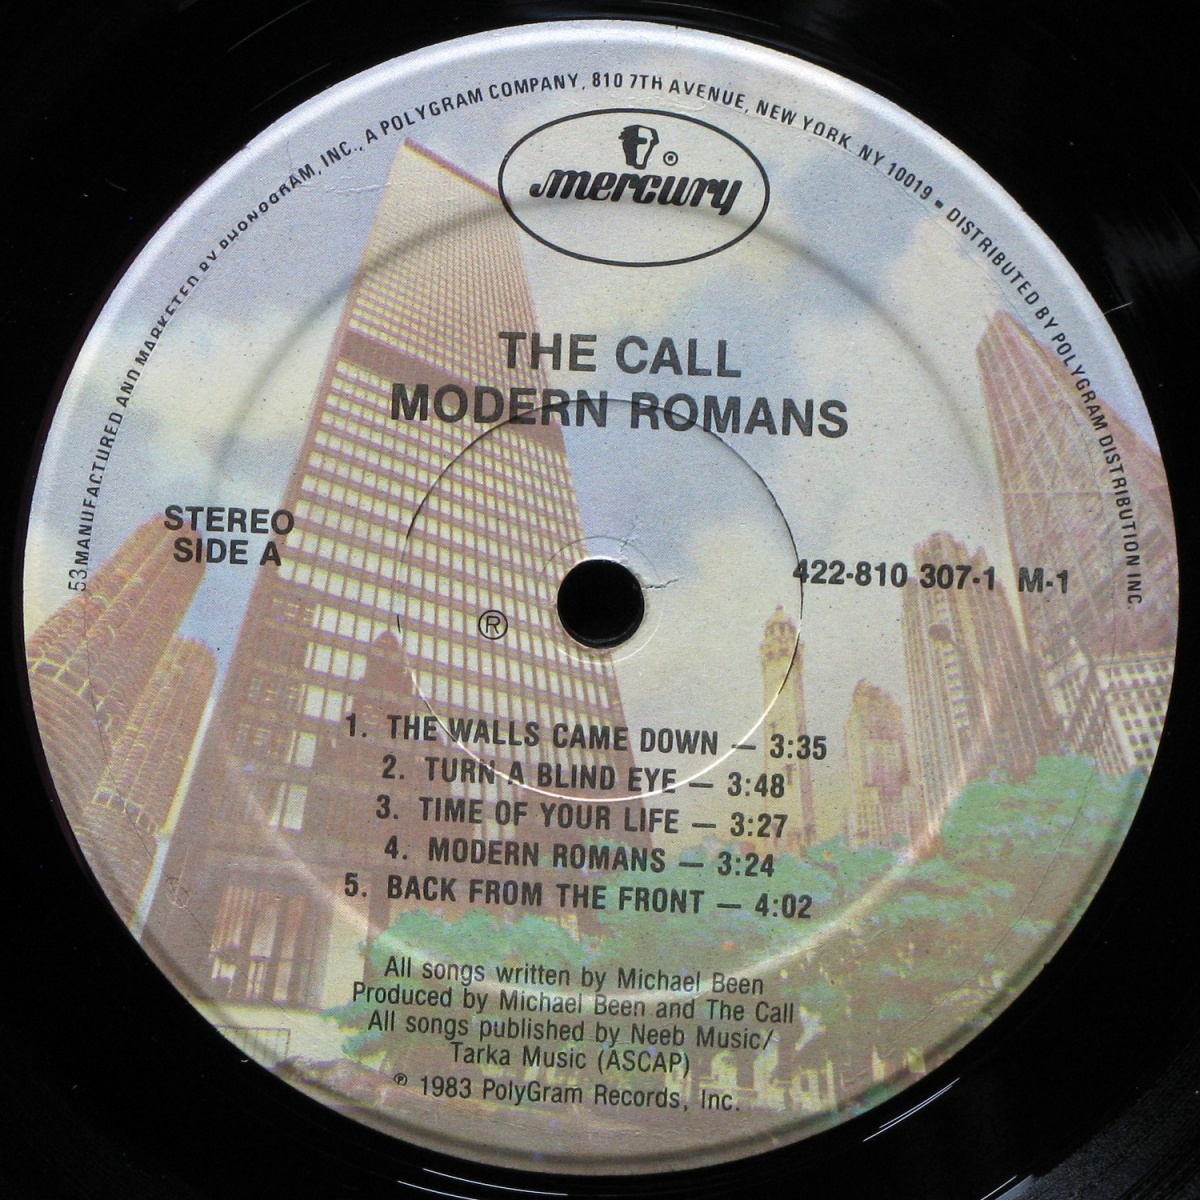 53 MANUFACTURED AND MARKETED BY PHONOGRAM, INC., A POLYGRAM COMPANY, 810 7TH AVENUE, NEW YORK NY 10019 ▪ DISTRIBUTED BY POLYGRAM DISTRIBUTION INC.
®
mercury
THE CALL
MODERN ROMANS
STEREO
SIDE A
422-810 307-1 M-1
®
1. THE WALLS CAME DOWN — 3:35
2. TURN A BLIND EYE — 3:48
3. TIME OF YOUR LIFE — 3:27
4. MODERN ROMANS — 3:24
5. BACK FROM THE FRONT — 4:02
All songs written by Michael Been
Produced by Michael Been and The Call
All songs published by Neeb Music/
Tarka Music (ASCAP)
℗ 1983 PolyGram Records, Inc.